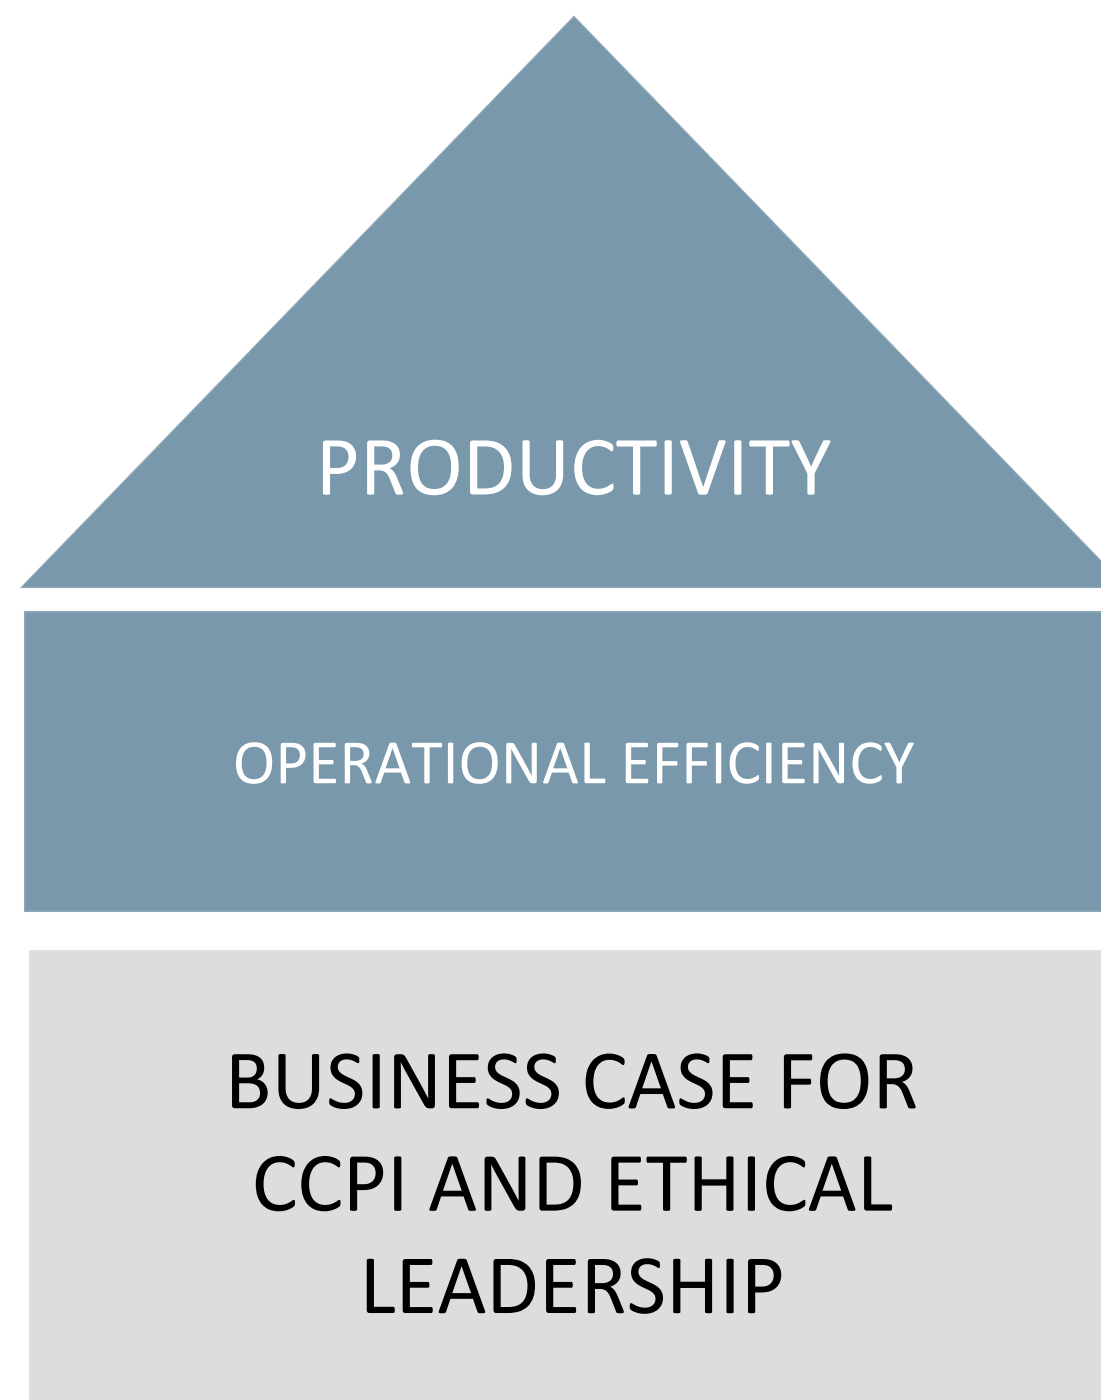 PRODUCTIVITY
OPERATIONAL EFFICIENCY
BUSINESS CASE FOR
CCPI AND ETHICAL
LEADERSHIP